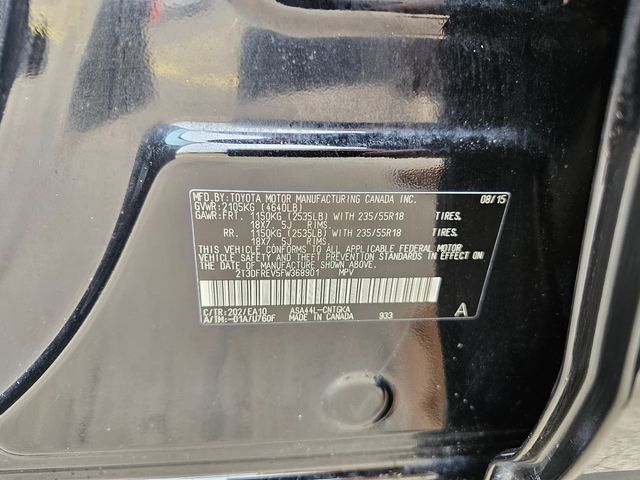 MFD.BY:TOYOTA MOTOR MANUFACTURING CANADA INC. 08/15
GVWR:2105KG (4640LB)
GAWR:FRT. 1150KG (2535LB) WITH 235/55R18 TIRES,
18X7.5J RIMS,
RR. 1150KG (2535LB) WITH 235/55R18 TIRES,
18X7.5J RIMS,
THIS VEHICLE CONFORMS TO ALL APPLICABLE FEDERAL MOTOR
VEHICLE SAFETY AND THEFT PREVENTION STANDARDS IN
EFFECT ON THE DATE OF MANUFACTURE SHOWN ABOVE.
2T3DFREV5FW368901 MPV
C/TR:202/EA10 ASA44L-CNTGKA
A/TM:-01A/U760F MADE IN CANADA 933 A